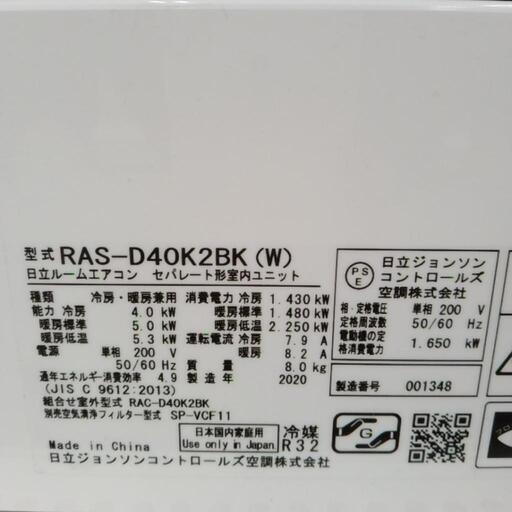 型式 RAS-D40K2BK (W)
日立ルームエアコン セパレート形室内ユニット
種類 冷房・暖房兼用 消費電力 冷房 1.430 kW
能力 冷房 4.0 kW 暖房標準 1.480 kW
暖房標準 5.0 kW 暖房低温 2.250 kW
暖房低温 5.3 kW 運転電流 冷房 7.9 A
電源 単相 200 V 暖房 8.2 A
50/60 Hz 質量 8.0 kg
通年エネルギー消費効率 4.9 製造年 2020
(JIS C 9612:2013)
組合せ室外型式 RAC-D40K2BK
別売空気清浄フィルター型式 SP-VCF11
日本国内家庭用
Use only in Japan
冷媒
R32
Made in China
日立ジョンソンコントロールズ空調株式会社
PSE
日立ジョンソン
コントロールズ
空調株式会社
相・定格電圧 単相 200 V
定格周波数 50/60 Hz
電動機の定
格消費電力 1.650 kW
製造番号 001348
G